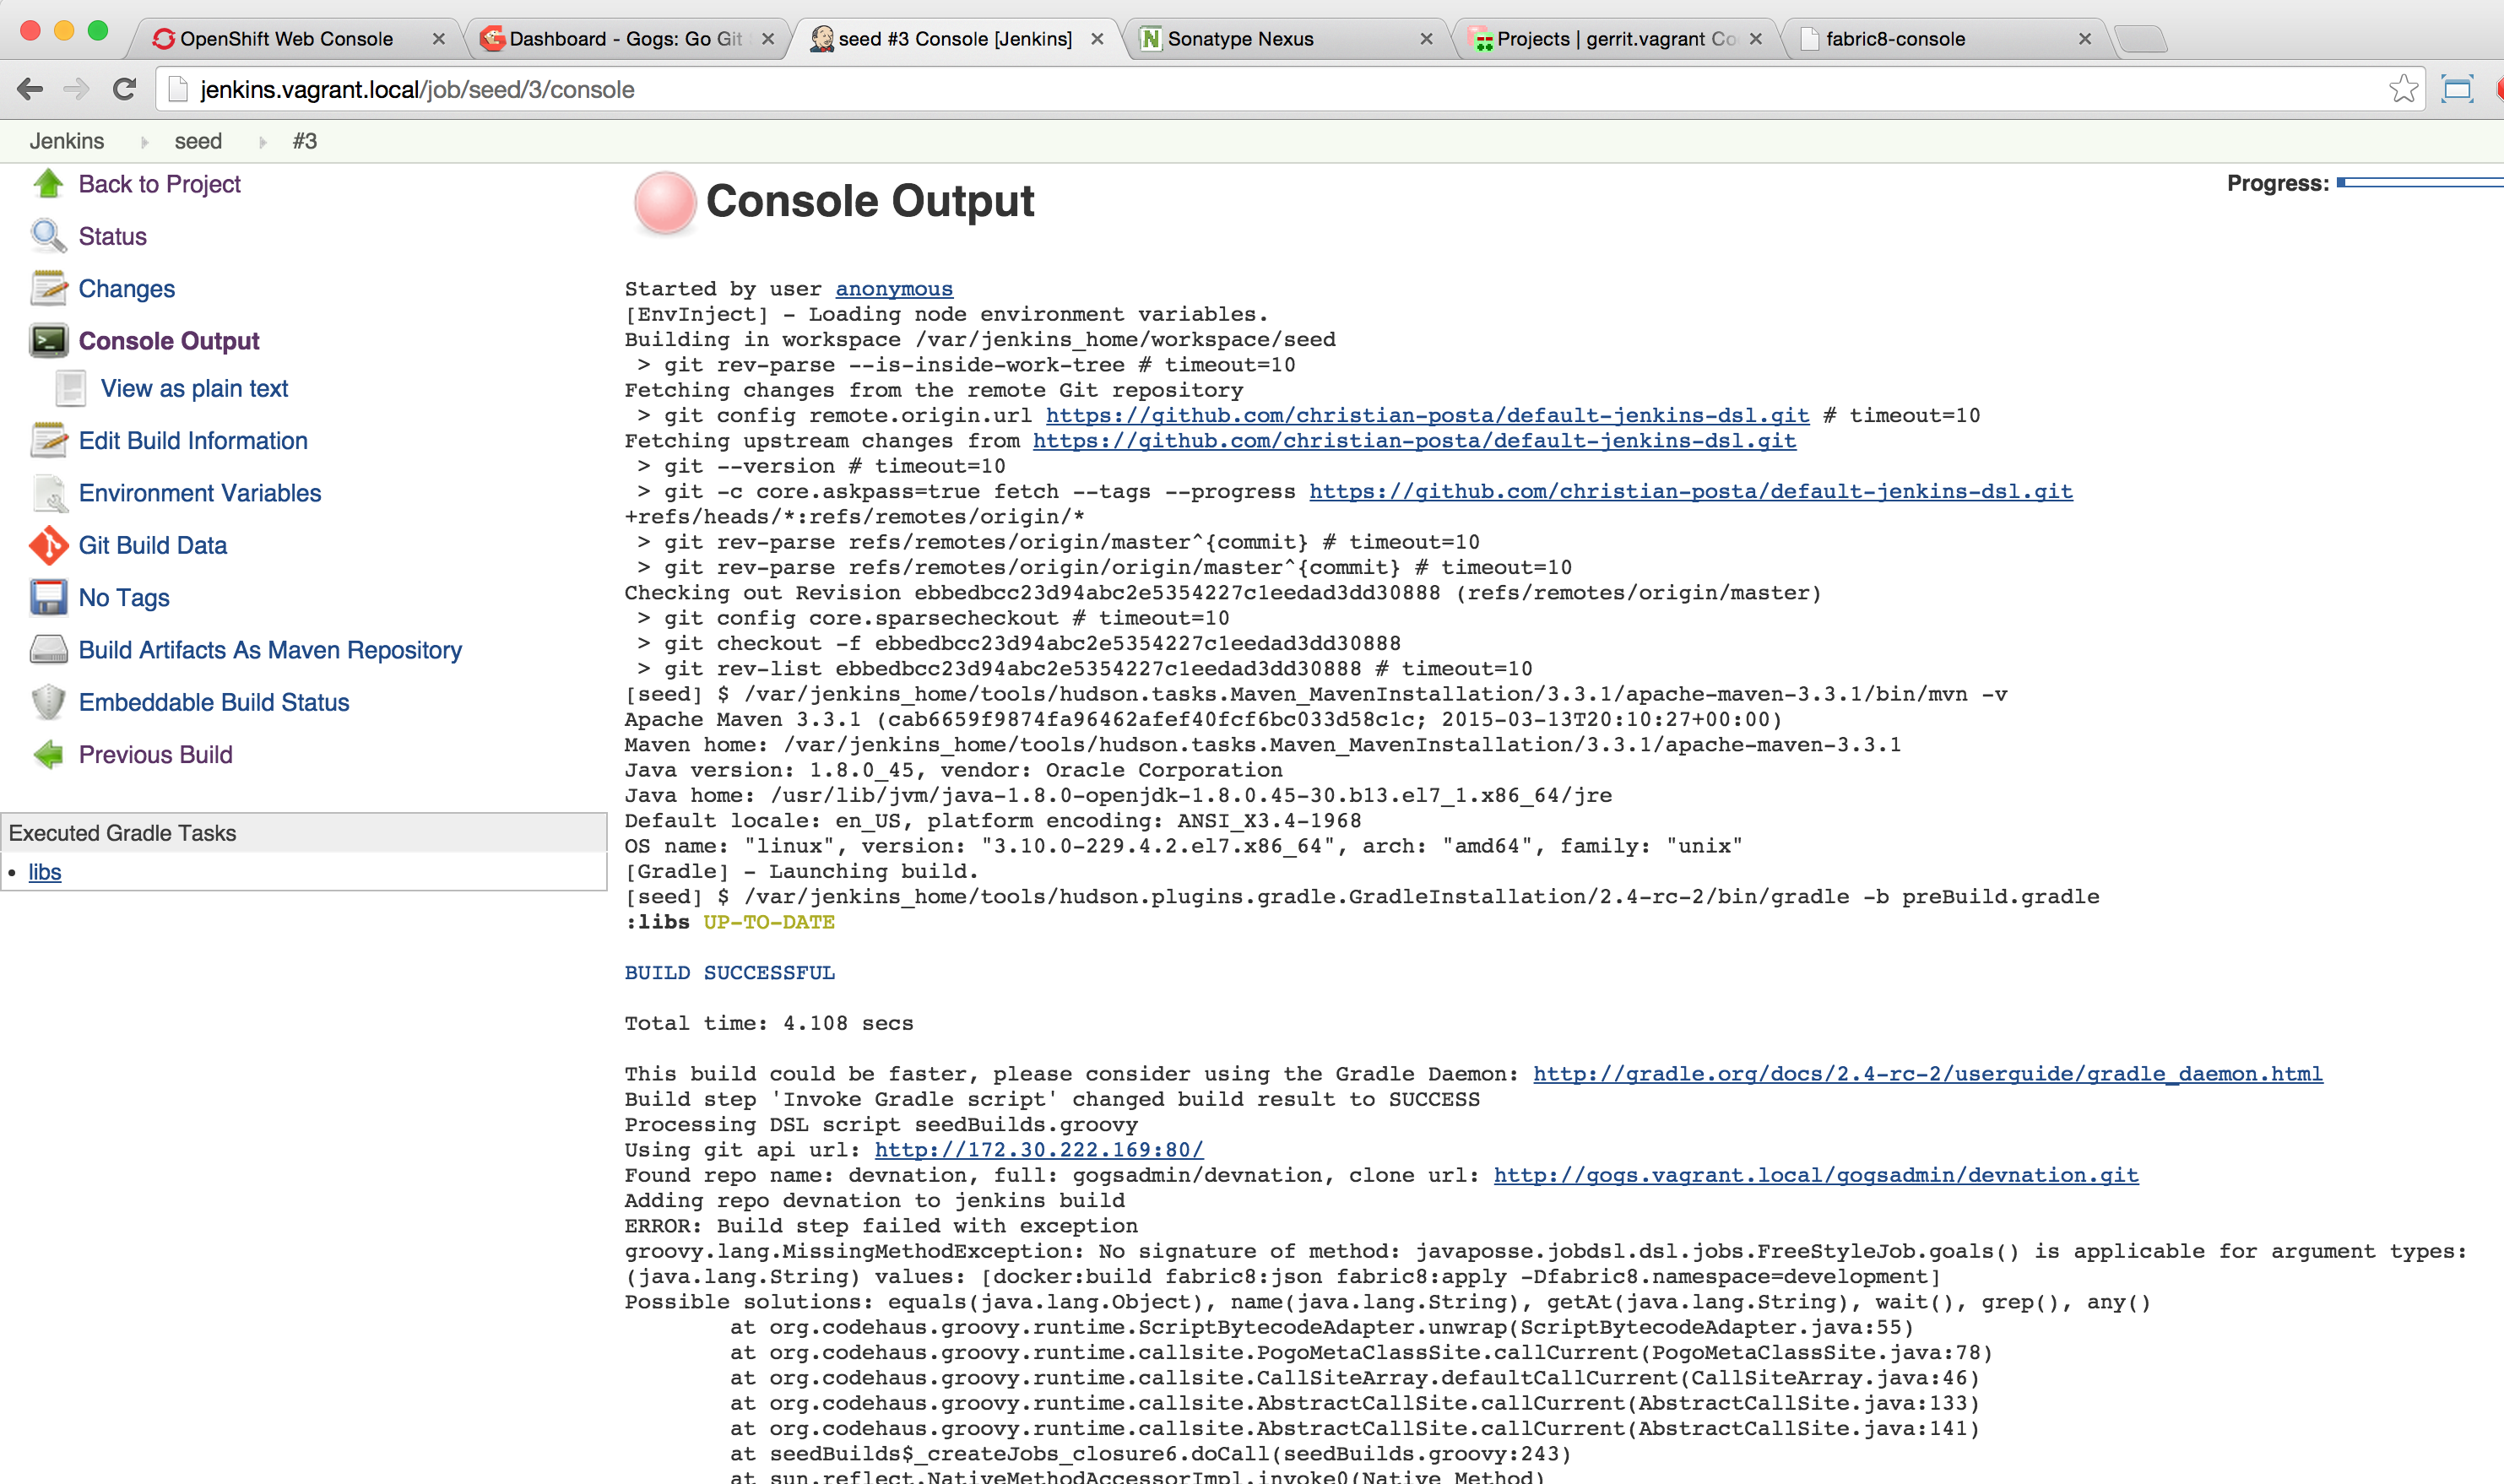 OpenShift Web Console
Dashboard - Gogs: Go Git
seed #3 Console [Jenkins]
Sonatype Nexus
Projects | gerrit.vagrant Co
fabric8-console
jenkins.vagrant.local/job/seed/3/console
Jenkins seed #3
Back to Project
Status
Changes
Console Output
View as plain text
Edit Build Information
Environment Variables
Git Build Data
No Tags
Build Artifacts As Maven Repository
Embeddable Build Status
Previous Build
Executed Gradle Tasks
libs
Console Output
Progress:
Started by user anonymous
[EnvInject] - Loading node environment variables.
Building in workspace /var/jenkins_home/workspace/seed
 > git rev-parse --is-inside-work-tree # timeout=10
Fetching changes from the remote Git repository
 > git config remote.origin.url https://github.com/christian-posta/default-jenkins-dsl.git # timeout=10
Fetching upstream changes from https://github.com/christian-posta/default-jenkins-dsl.git
 > git --version # timeout=10
 > git -c core.askpass=true fetch --tags --progress https://github.com/christian-posta/default-jenkins-dsl.git
+refs/heads/*:refs/remotes/origin/*
 > git rev-parse refs/remotes/origin/master^{commit} # timeout=10
 > git rev-parse refs/remotes/origin/origin/master^{commit} # timeout=10
Checking out Revision ebbedbcc23d94abc2e5354227c1eedad3dd30888 (refs/remotes/origin/master)
 > git config core.sparsecheckout # timeout=10
 > git checkout -f ebbedbcc23d94abc2e5354227c1eedad3dd30888
 > git rev-list ebbedbcc23d94abc2e5354227c1eedad3dd30888 # timeout=10
[seed] $ /var/jenkins_home/tools/hudson.tasks.Maven_MavenInstallation/3.3.1/apache-maven-3.3.1/bin/mvn -v
Apache Maven 3.3.1 (cab6659f9874fa96462afef40fcf6bc033d58c1c; 2015-03-13T20:10:27+00:00)
Maven home: /var/jenkins_home/tools/hudson.tasks.Maven_MavenInstallation/3.3.1/apache-maven-3.3.1
Java version: 1.8.0_45, vendor: Oracle Corporation
Java home: /usr/lib/jvm/java-1.8.0-openjdk-1.8.0.45-30.b13.el7_1.x86_64/jre
Default locale: en_US, platform encoding: ANSI_X3.4-1968
OS name: "linux", version: "3.10.0-229.4.2.el7.x86_64", arch: "amd64", family: "unix"
[Gradle] - Launching build.
[seed] $ /var/jenkins_home/tools/hudson.plugins.gradle.GradleInstallation/2.4-rc-2/bin/gradle -b preBuild.gradle
:libs UP-TO-DATE
BUILD SUCCESSFUL
Total time: 4.108 secs
This build could be faster, please consider using the Gradle Daemon: http://gradle.org/docs/2.4-rc-2/userguide/gradle_daemon.html
Build step 'Invoke Gradle script' changed build result to SUCCESS
Processing DSL script seedBuilds.groovy
Using git api url: http://172.30.222.169:80/
Found repo name: devnation, full: gogsadmin/devnation, clone url: http://gogs.vagrant.local/gogsadmin/devnation.git
Adding repo devnation to jenkins build
ERROR: Build step failed with exception
groovy.lang.MissingMethodException: No signature of method: javaposse.jobdsl.dsl.jobs.FreeStyleJob.goals() is applicable for argument types:
(java.lang.String) values: [docker:build fabric8:json fabric8:apply -Dfabric8.namespace=development]
Possible solutions: equals(java.lang.Object), name(java.lang.String), getAt(java.lang.String), wait(), grep(), any()
at org.codehaus.groovy.runtime.ScriptBytecodeAdapter.unwrap(ScriptBytecodeAdapter.java:55)
at org.codehaus.groovy.runtime.callsite.PogoMetaClassSite.callCurrent(PogoMetaClassSite.java:78)
at org.codehaus.groovy.runtime.callsite.CallSiteArray.defaultCallCurrent(CallSiteArray.java:46)
at org.codehaus.groovy.runtime.callsite.AbstractCallSite.callCurrent(AbstractCallSite.java:133)
at org.codehaus.groovy.runtime.callsite.AbstractCallSite.callCurrent(AbstractCallSite.java:141)
at seedBuilds$_createJobs_closure6.doCall(seedBuilds.groovy:243)
at sun.reflect.NativeMethodAccessorImpl.invoke0(Native Method)